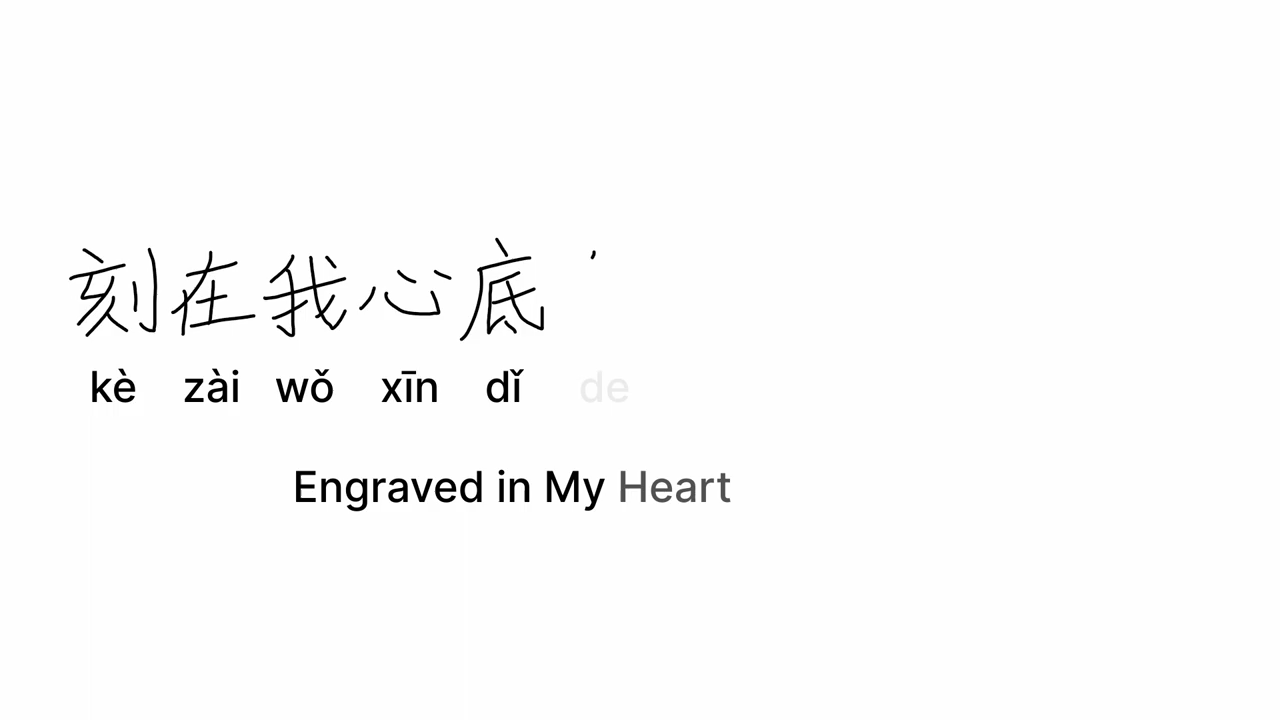 刻在我心底
kè zài wǒ xīn dǐ de
Engraved in My Heart